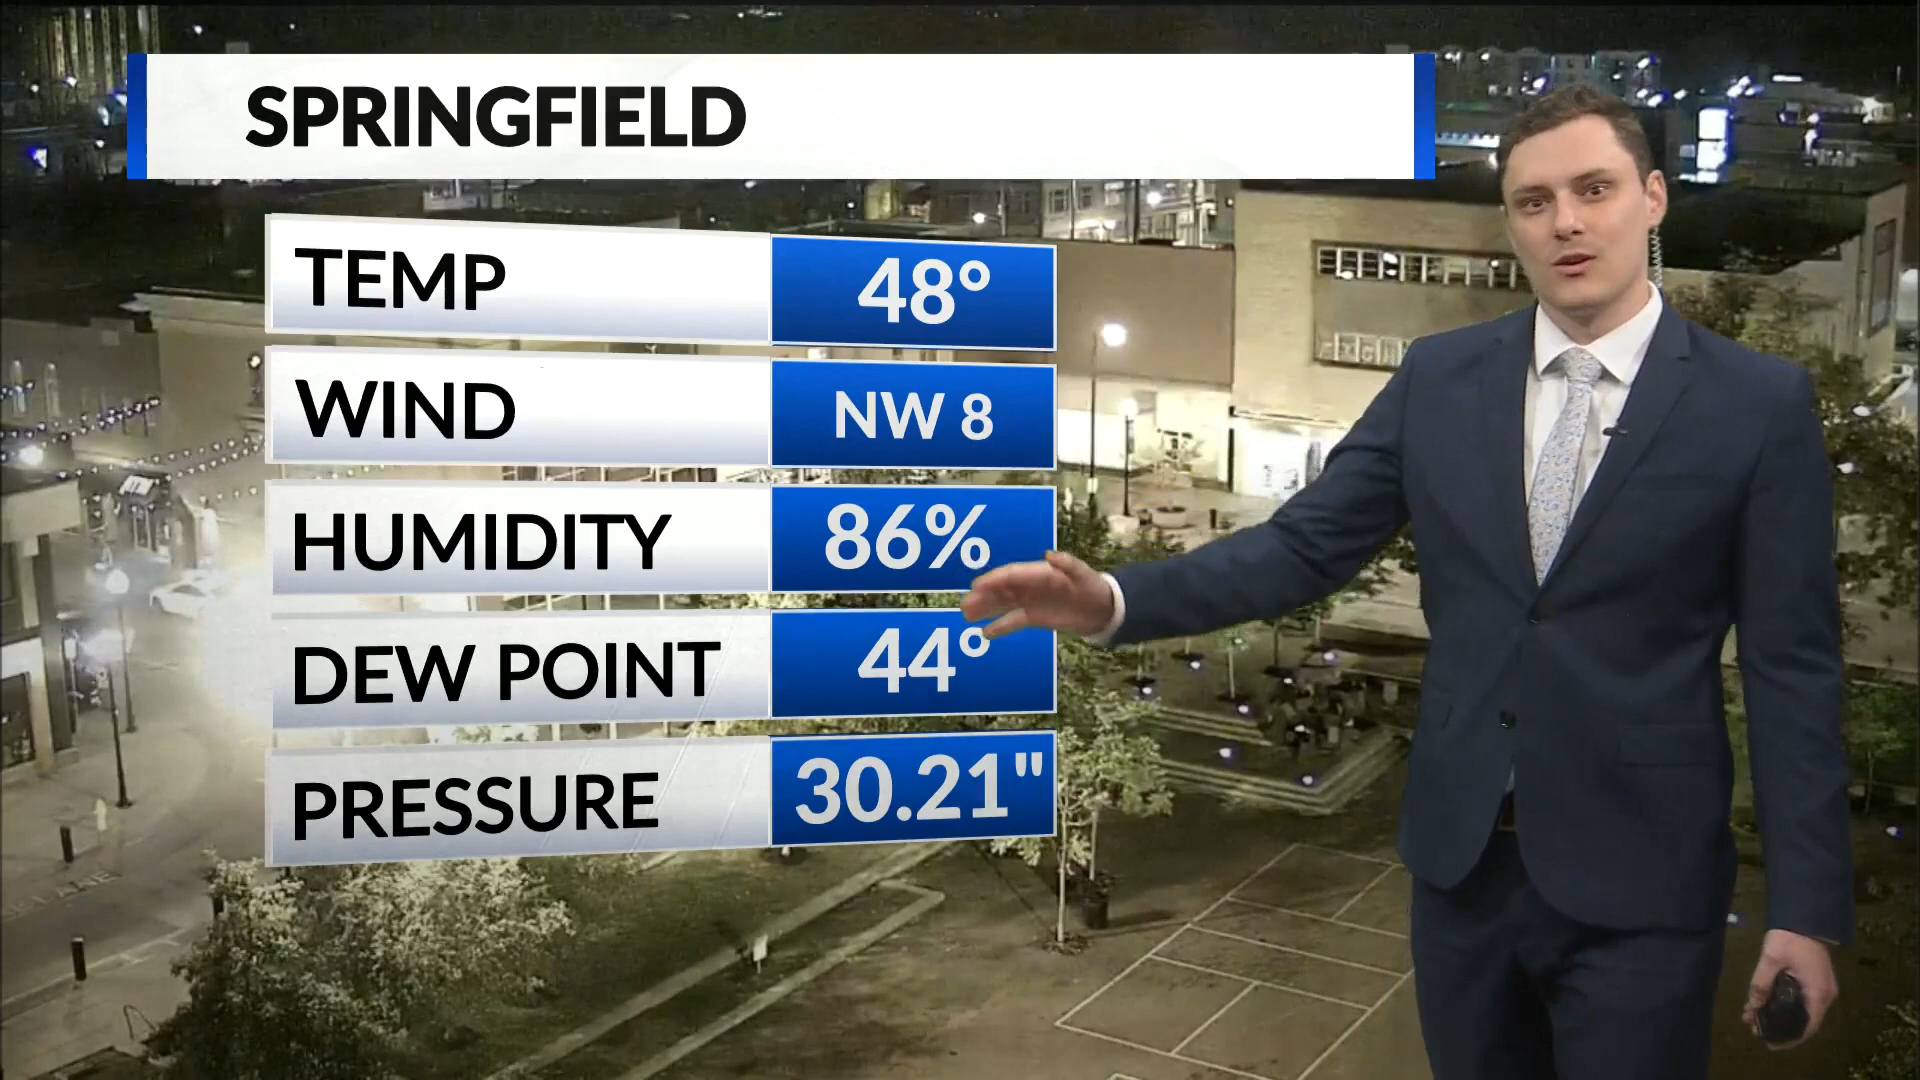 SPRINGFIELD
TEMP 48°
WIND NW 8
HUMIDITY 86%
DEW POINT 44°
PRESSURE 30.21"